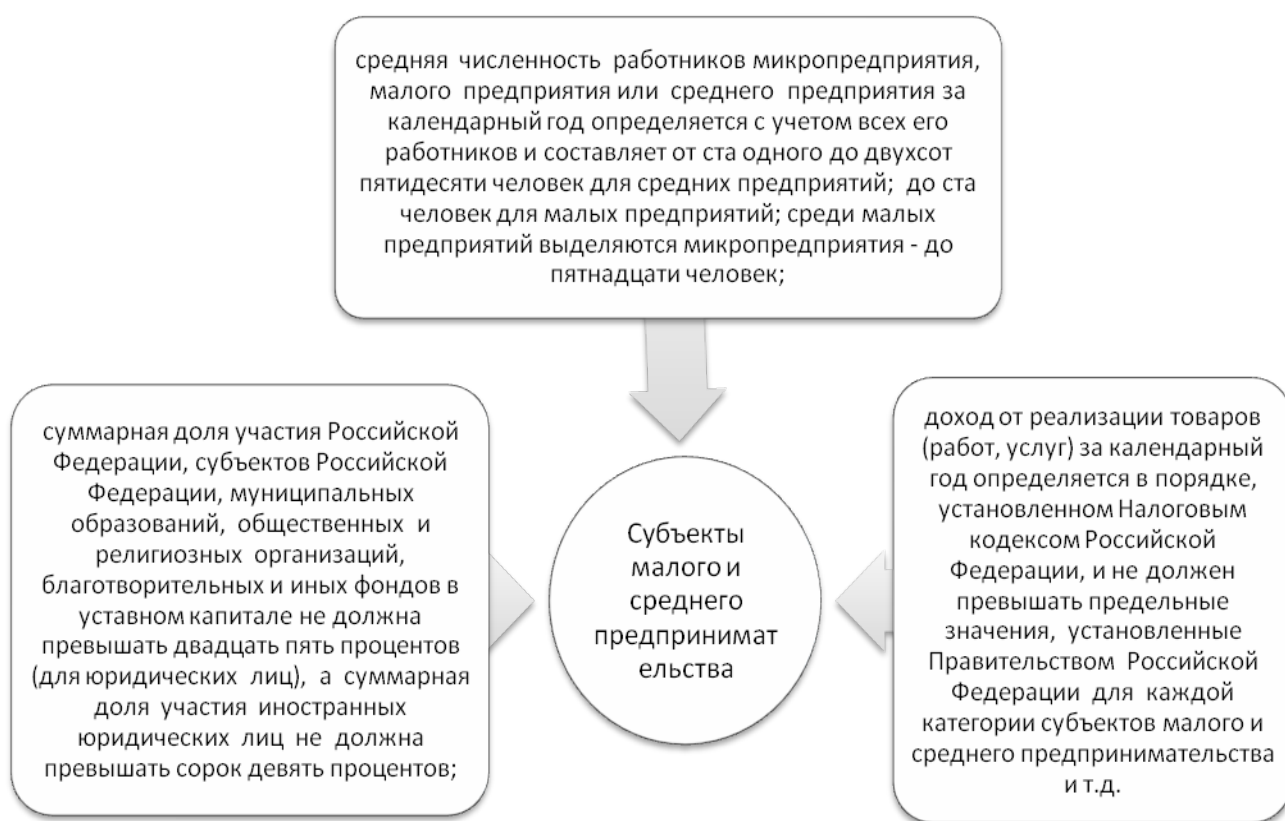 средняя численность работников микропредприятия,
малого предприятия или среднего предприятия за
календарный год определяется с учетом всех его
работников и составляет от ста одного до двухсот
пятидесяти человек для средних предприятий; до ста
человек для малых предприятий; среди малых
предприятий выделяются микропредприятия - до
пятнадцати человек;
суммарная доля участия Российской
Федерации, субъектов Российской
Федерации, муниципальных
образований, общественных и
религиозных организаций,
благотворительных и иных фондов в
уставном капитале не должна
превышать двадцать пять процентов
(для юридических лиц), а суммарная
доля участия иностранных
юридических лиц не должна
превышать сорок девять процентов;
Субъекты
малого и
среднего
предпринимат
ельства
доход от реализации товаров
(работ, услуг) за календарный
год определяется в порядке,
установленном Налоговым
кодексом Российской
Федерации, и не должен
превышать предельные
значения, установленные
Правительством Российской
Федерации для каждой
категории субъектов малого и
среднего предпринимательства
и т.д.